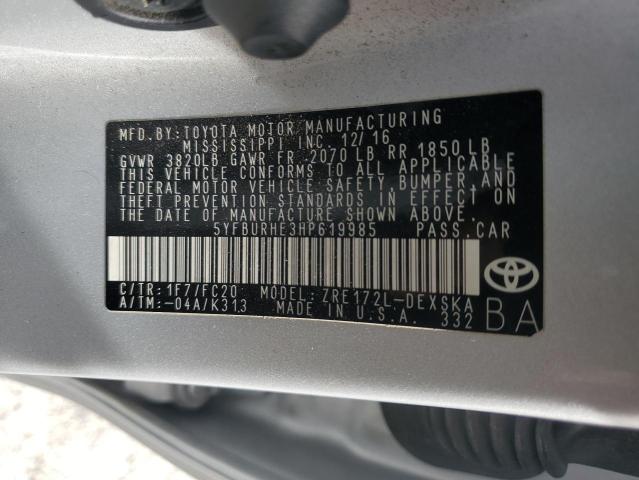 MFD. BY: TOYOTA MOTOR MANUFACTURING
MISSISSIPPI INC. 12/16
GVWR 3820LB GAWR FR 2070 LB RR 1850 LB
THIS VEHICLE CONFORMS TO ALL APPLICABLE
FEDERAL MOTOR VEHICLE SAFETY, BUMPER, AND
THEFT PREVENTION STANDARDS IN EFFECT ON
THE DATE OF MANUFACTURE SHOWN ABOVE.
5YFBURHE3HP619985 PASS.CAR
C/TR: 1F7/FC20 MODEL: ZRE172L-DEXSKA
A/TM: -04A/K313 MADE IN U.S.A. 332
BA